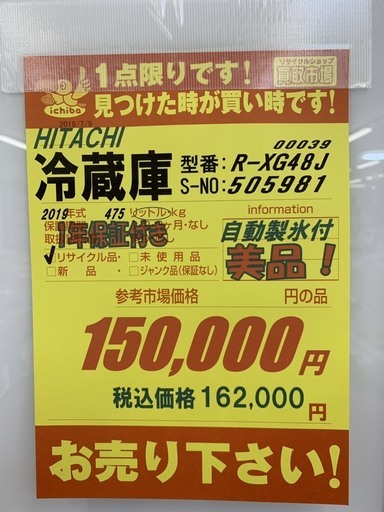 ichiba
1点限りです!
見つけた時が買い時です!
リサイクルショップ
買取市場
2019/7/9
00039
HITACHI
冷蔵庫
型番: R-XG48J
S-NO: 505981
2019年式 475 リットル・kg
information
1年保証付き
自動製氷付
美品!
リサイクル品・
□未使用品
□新品・
□ジャンク品(保証なし)
参考市場価格 円の品
150,000円
税込価格 162,000円
お売り下さい!